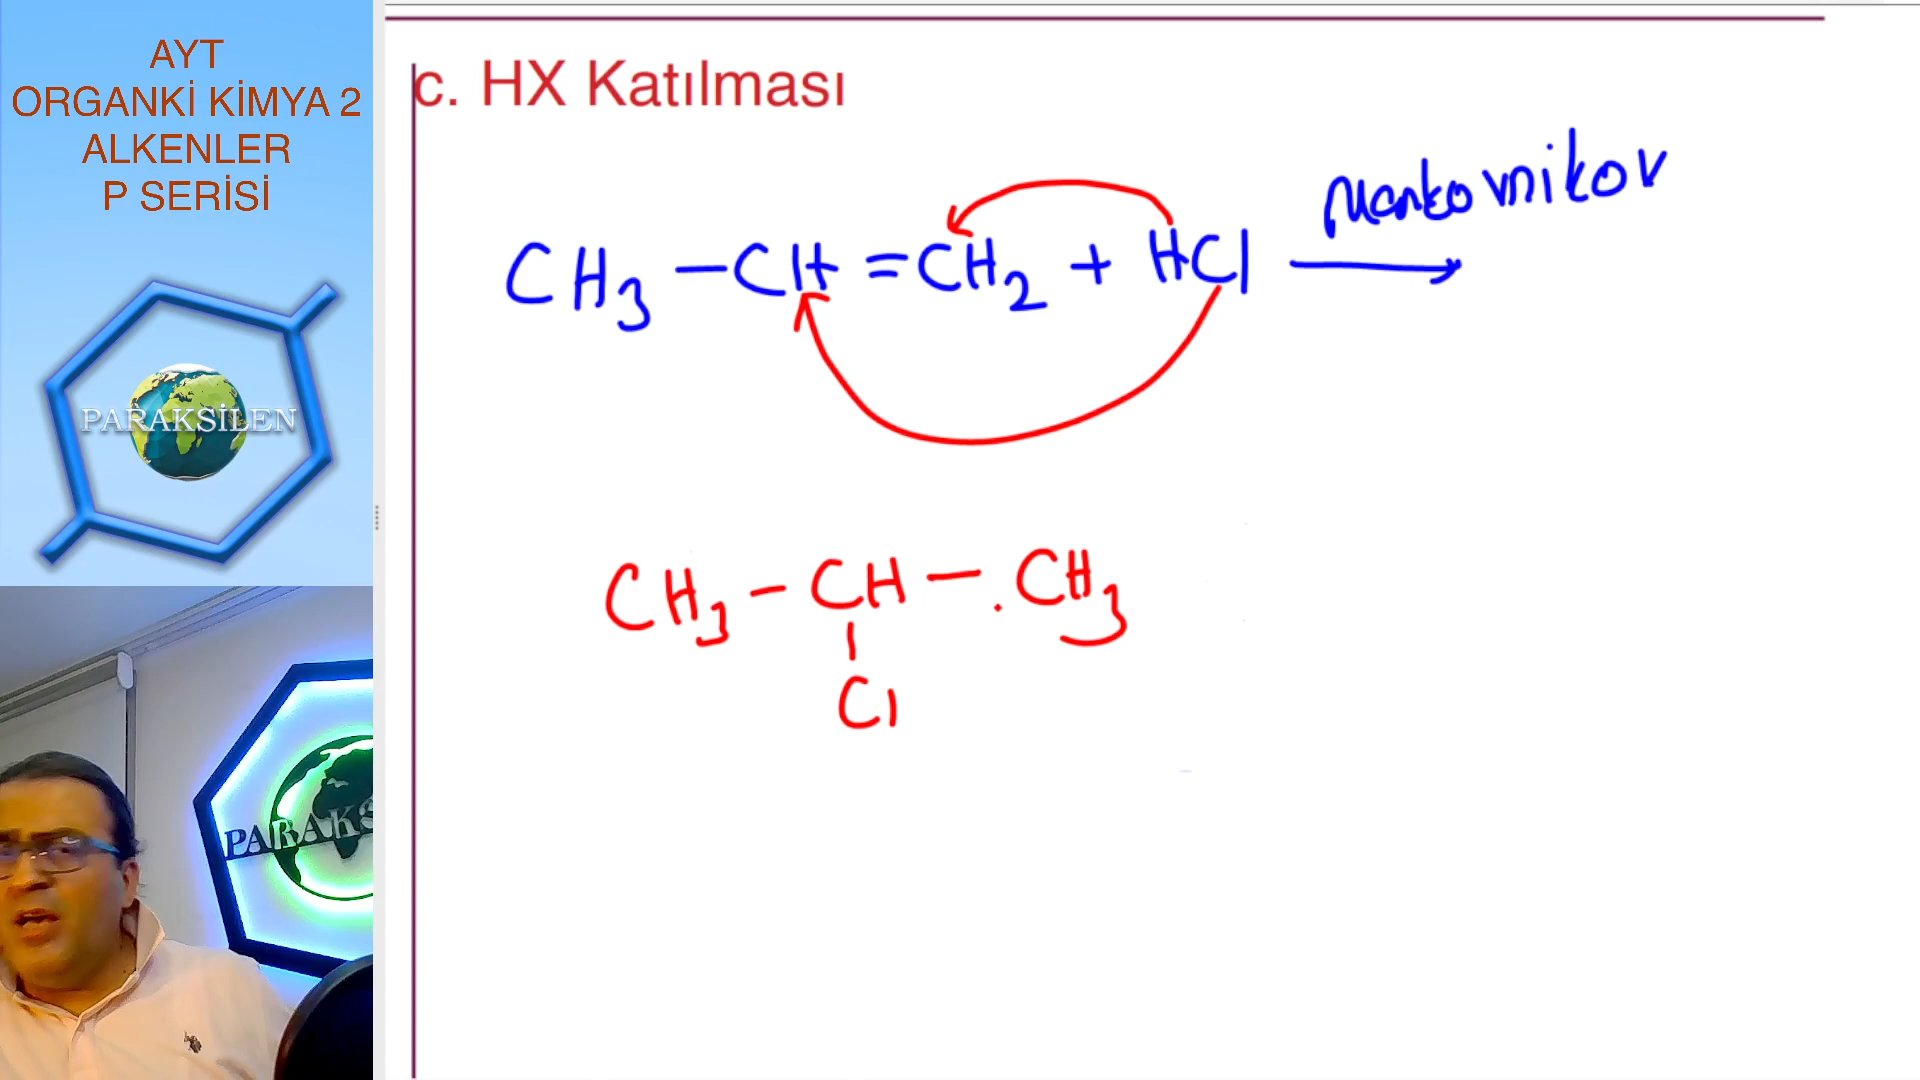 AYT
ORGANKİ KİMYA 2
ALKENLER
P SERİSİ
PARAKSİLEN
PARAKS
c. HX Katılması
Markovnikov
CH3 – CH = CH2 + HCl ⟶
CH3 – CH – CH3
|
Cl